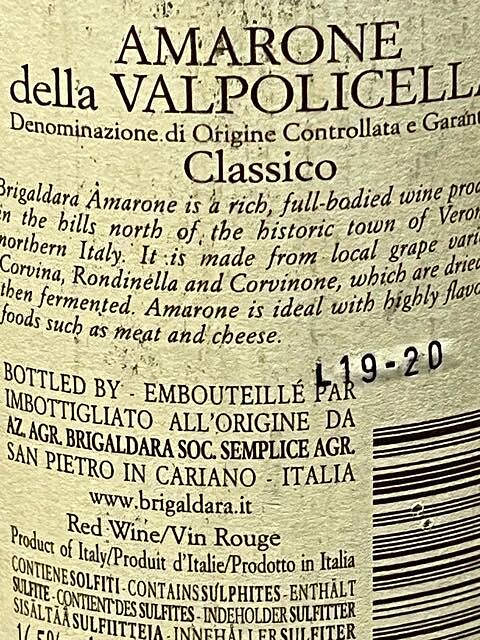 AMARONE
della VALPOLICELLA
Denominazione di Origine Controllata e Garant
Classico
Brigaldara Amarone is a rich, full-bodied wine prod
in the hills north of the historic town of Veron
northern Italy. It is made from local grape vari
Corvina, Rondinella and Corvinone, which are dried
then fermented. Amarone is ideal with highly flavo
foods such as meat and cheese.
L19-20
BOTTLED BY - EMBOUTEILLÉ PAR
IMBOTTIGLIATO ALL'ORIGINE DA
AZ. AGR. BRIGALDARA SOC. SEMPLICE AGR.
SAN PIETRO IN CARIANO - ITALIA
www.brigaldara.it
Red Wine/Vin Rouge
Product of Italy/Produit d'Italie/Prodotto in Italia
CONTIENE SOLFITI - CONTAINS SULPHITES - ENTHÄLT
SULFITE - CONTIENT DES SULFITES - INDEHOLDER SULFITTER
SISÄLTÄÄ SULFIITTEJA - INNEHÅLLER SULFITER